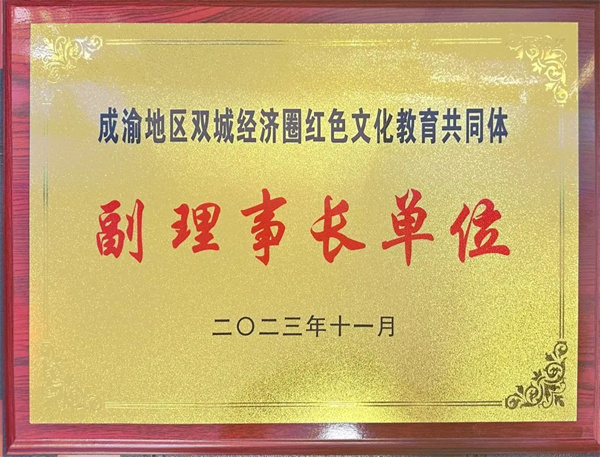 成渝地区双城经济圈红色文化教育共同体
副理事长单位
二〇二三年十一月